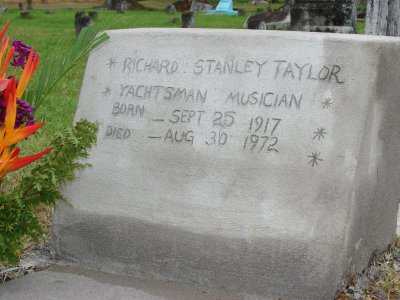 * RICHARD. STANLEY TAYLOR
* YACHTSMAN MUSICIAN *
BORN - SEPT 25 1917 *
DIED - AUG 30 1972 *